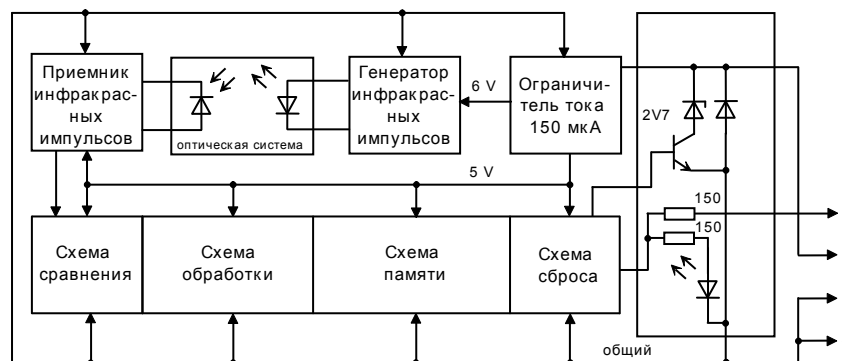 Приемник
инфракрас-
ных
импульсов
оптическая система
Генератор
инфракрас-
ных
импульсов
6 V
Ограничи-
тель тока
150 мкА
2V7
5 V
150
150
Схема
сравнения
Схема
обработки
Схема
памяти
Схема
сброса
общий